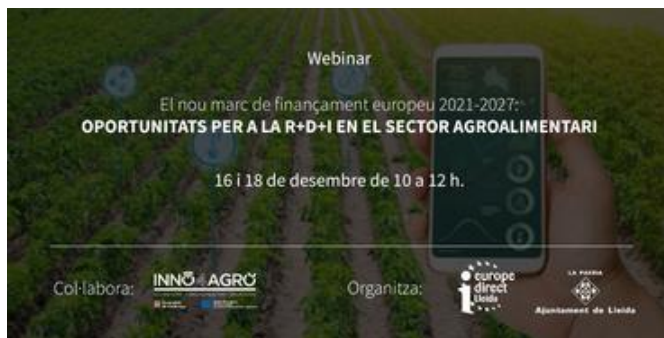 Webinar
El nou marc de finançament europeu 2021-2027:
OPORTUNITATS PER A LA R+D+I EN EL SECTOR AGROALIMENTARI
16 i 18 de desembre de 10 a 12 h.
Col·labora:
INNO4AGRO
Organitza:
europe
direct
Lleida
LA PAERIA
Ajuntament de Lleida